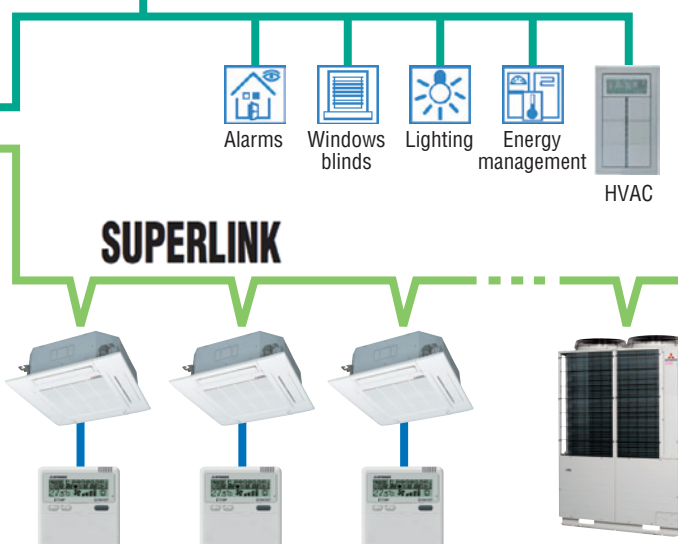 Alarms
Windows
blinds
Lighting
Energy
management
HVAC
SUPERLINK